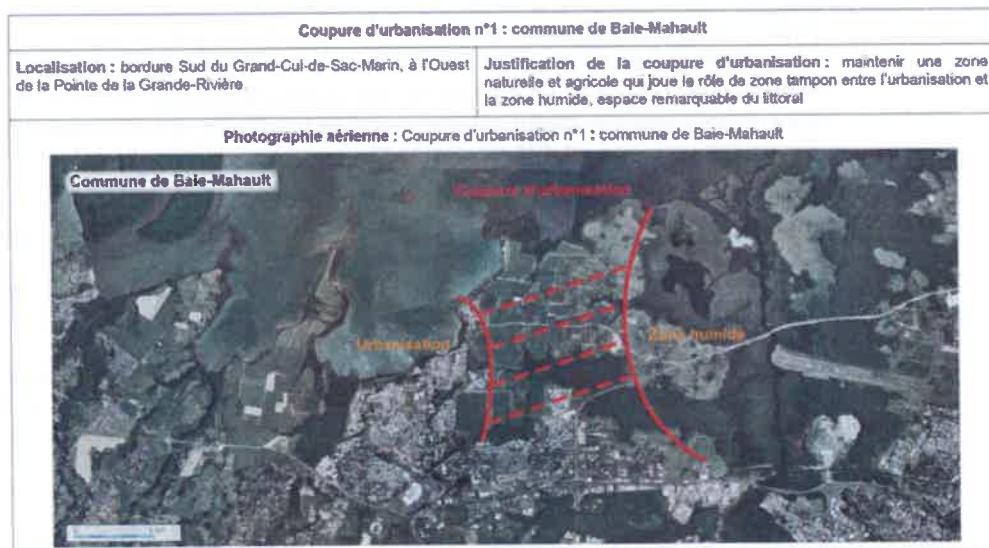 Coupure d'urbanisation n°1 : commune de Baie-Mahault
Localisation : bordure Sud du Grand-Cul-de-Sac-Marin, à l'Ouest
de la Pointe de la Grande-Rivière
Justification de la coupure d'urbanisation : maintenir une zone
naturelle et agricole qui joue le rôle de zone tampon entre l'urbanisation et
la zone humide, espace remarquable du littoral
Photographie aérienne : Coupure d'urbanisation n°1 : commune de Baie-Mahault
Commune de Baie-Mahault
Coupure d'urbanisation
Urbanisation
Zone humide